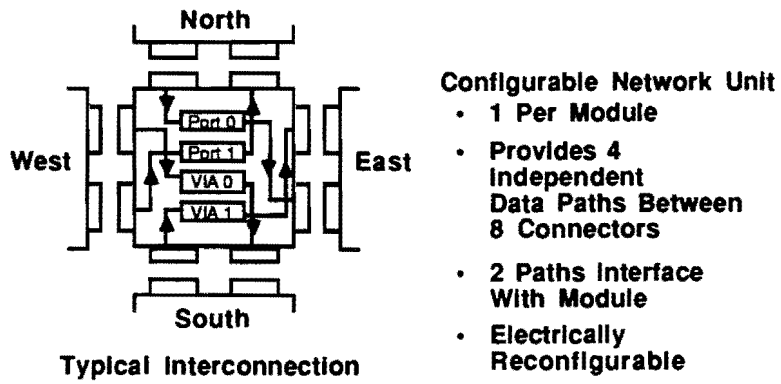 North
West
East
Port 0
Port 1
VIA 0
VIA 1
South
Typical Interconnection
Configurable Network Unit
• 1 Per Module
• Provides 4
Independent
Data Paths Between
8 Connectors
• 2 Paths Interface
With Module
• Electrically
Reconfigurable